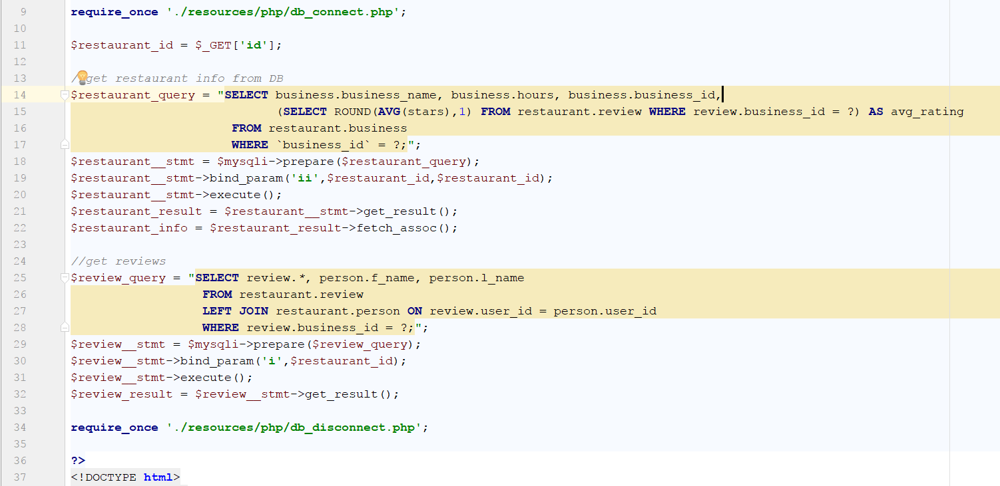 9 require_once './resources/php/db_connect.php';
10
11 $restaurant_id = $_GET['id'];
12
13 /get restaurant info from DB
14 $restaurant_query = "SELECT business.business_name, business.hours, business.business_id,
15 (SELECT ROUND(AVG(stars),1) FROM restaurant.review WHERE review.business_id = ?) AS avg_rating
16 FROM restaurant.business
17 WHERE `business_id` = ?;";
18 $restaurant__stmt = $mysqli->prepare($restaurant_query);
19 $restaurant__stmt->bind_param('ii',$restaurant_id,$restaurant_id);
20 $restaurant__stmt->execute();
21 $restaurant_result = $restaurant__stmt->get_result();
22 $restaurant_info = $restaurant_result->fetch_assoc();
23
24 //get reviews
25 $review_query = "SELECT review.*, person.f_name, person.l_name
26 FROM restaurant.review
27 LEFT JOIN restaurant.person ON review.user_id = person.user_id
28 WHERE review.business_id = ?;";
29 $review__stmt = $mysqli->prepare($review_query);
30 $review__stmt->bind_param('i',$restaurant_id);
31 $review__stmt->execute();
32 $review_result = $review__stmt->get_result();
33
34 require_once './resources/php/db_disconnect.php';
35
36 ?>
37 <!DOCTYPE html>